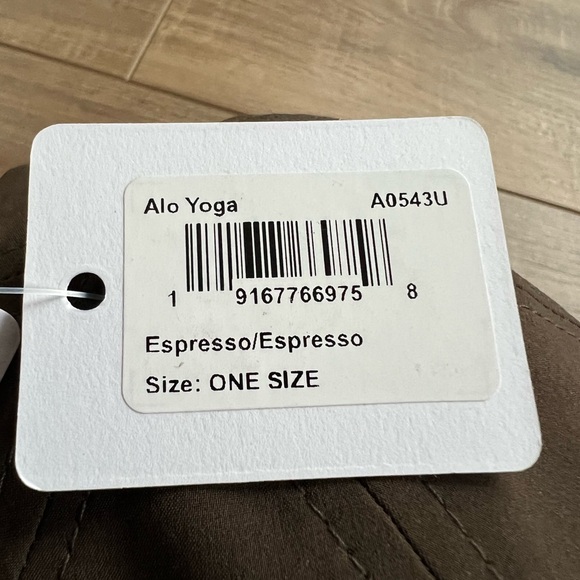 Alo Yoga A0543U
1 9167766975 8
Espresso/Espresso
Size: ONE SIZE